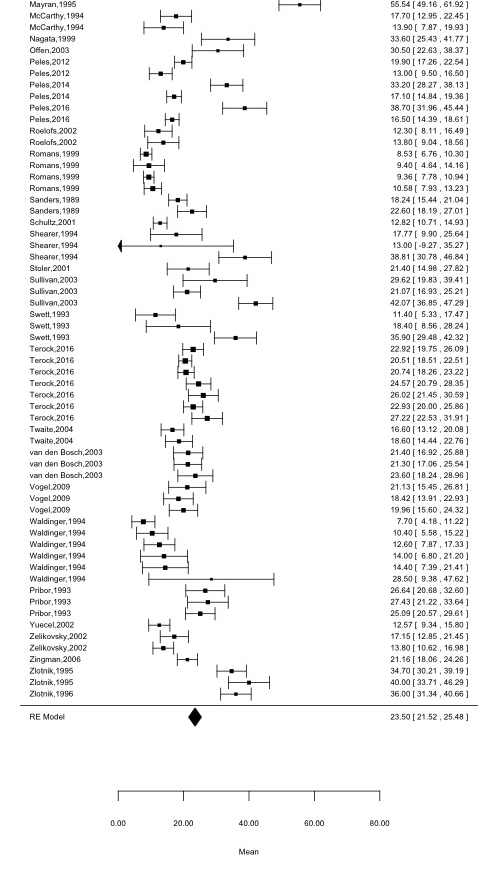 Mayran,1995 55.54 [ 49.16 , 61.92 ]
McCarthy,1994 17.70 [ 12.95 , 22.45 ]
McCarthy,1994 13.90 [ 7.87 , 19.93 ]
Nagata,1999 33.60 [ 25.43 , 41.77 ]
Offen,2003 30.50 [ 22.63 , 38.37 ]
Peles,2012 19.90 [ 17.26 , 22.54 ]
Peles,2012 13.00 [ 9.50 , 16.50 ]
Peles,2014 33.20 [ 28.27 , 38.13 ]
Peles,2014 17.10 [ 14.84 , 19.36 ]
Peles,2016 38.70 [ 31.96 , 45.44 ]
Peles,2016 16.50 [ 14.39 , 18.61 ]
Roelofs,2002 12.30 [ 8.11 , 16.49 ]
Roelofs,2002 13.80 [ 9.04 , 18.56 ]
Romans,1999 8.53 [ 6.76 , 10.30 ]
Romans,1999 9.40 [ 4.64 , 14.16 ]
Romans,1999 9.36 [ 7.78 , 10.94 ]
Romans,1999 10.58 [ 7.93 , 13.23 ]
Sanders,1989 18.24 [ 15.44 , 21.04 ]
Sanders,1989 22.60 [ 18.19 , 27.01 ]
Schultz,2001 12.82 [ 10.71 , 14.93 ]
Shearer,1994 17.77 [ 9.90 , 25.64 ]
Shearer,1994 13.00 [ -9.27 , 35.27 ]
Shearer,1994 38.81 [ 30.78 , 46.84 ]
Stoler,2001 21.40 [ 14.98 , 27.82 ]
Sullivan,2003 29.62 [ 19.83 , 39.41 ]
Sullivan,2003 21.07 [ 16.93 , 25.21 ]
Sullivan,2003 42.07 [ 36.85 , 47.29 ]
Swett,1993 11.40 [ 5.33 , 17.47 ]
Swett,1993 18.40 [ 8.56 , 28.24 ]
Swett,1993 35.90 [ 29.48 , 42.32 ]
Terock,2016 22.92 [ 19.75 , 26.09 ]
Terock,2016 20.51 [ 18.51 , 22.51 ]
Terock,2016 20.74 [ 18.26 , 23.22 ]
Terock,2016 24.57 [ 20.79 , 28.35 ]
Terock,2016 26.02 [ 21.45 , 30.59 ]
Terock,2016 22.93 [ 20.00 , 25.86 ]
Terock,2016 27.22 [ 22.53 , 31.91 ]
Twaite,2004 16.60 [ 13.12 , 20.08 ]
Twaite,2004 18.60 [ 14.44 , 22.76 ]
van den Bosch,2003 21.40 [ 16.92 , 25.88 ]
van den Bosch,2003 21.30 [ 17.06 , 25.54 ]
van den Bosch,2003 23.60 [ 18.24 , 28.96 ]
Vogel,2009 21.13 [ 15.45 , 26.81 ]
Vogel,2009 18.42 [ 13.91 , 22.93 ]
Vogel,2009 19.96 [ 15.60 , 24.32 ]
Waldinger,1994 7.70 [ 4.18 , 11.22 ]
Waldinger,1994 10.40 [ 5.58 , 15.22 ]
Waldinger,1994 12.60 [ 7.87 , 17.33 ]
Waldinger,1994 14.00 [ 6.80 , 21.20 ]
Waldinger,1994 14.40 [ 7.39 , 21.41 ]
Waldinger,1994 28.50 [ 9.38 , 47.62 ]
Pribor,1993 26.64 [ 20.68 , 32.60 ]
Pribor,1993 27.43 [ 21.22 , 33.64 ]
Pribor,1993 25.09 [ 20.57 , 29.61 ]
Yuecel,2002 12.57 [ 9.34 , 15.80 ]
Zelikovsky,2002 17.15 [ 12.85 , 21.45 ]
Zelikovsky,2002 13.80 [ 10.62 , 16.98 ]
Zingman,2006 21.16 [ 18.06 , 24.26 ]
Zlotnik,1995 34.70 [ 30.21 , 39.19 ]
Zlotnik,1995 40.00 [ 33.71 , 46.29 ]
Zlotnik,1996 36.00 [ 31.34 , 40.66 ]
RE Model 23.50 [ 21.52 , 25.48 ]
0.00 20.00 40.00 60.00 80.00
Mean